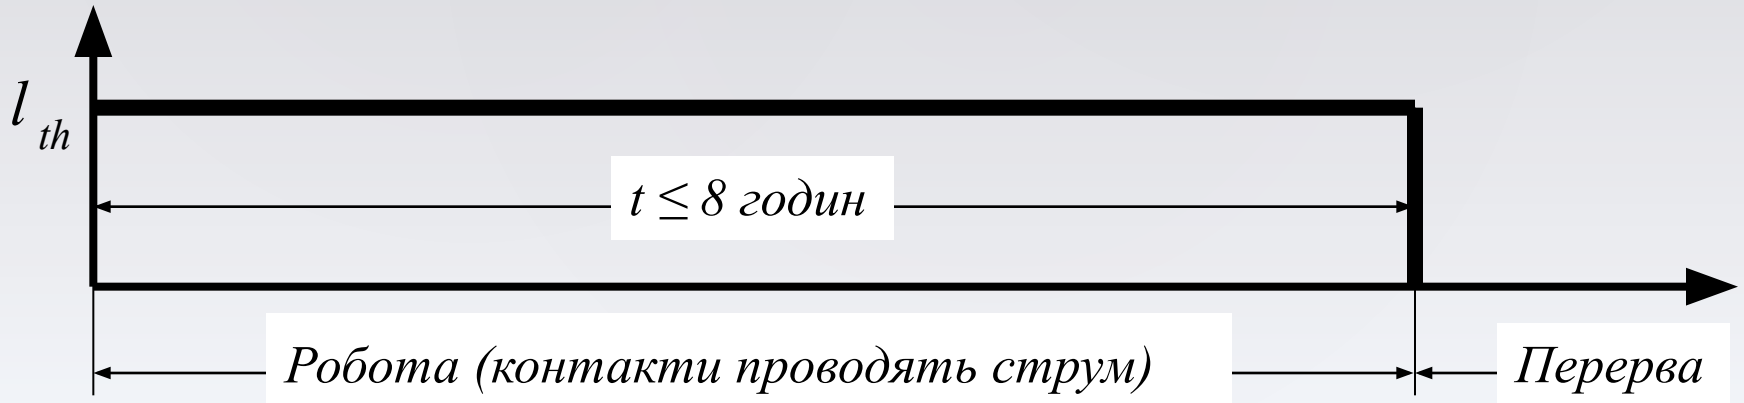 l th
t ≤ 8 годин
Робота (контакти проводять струм)
Перерва